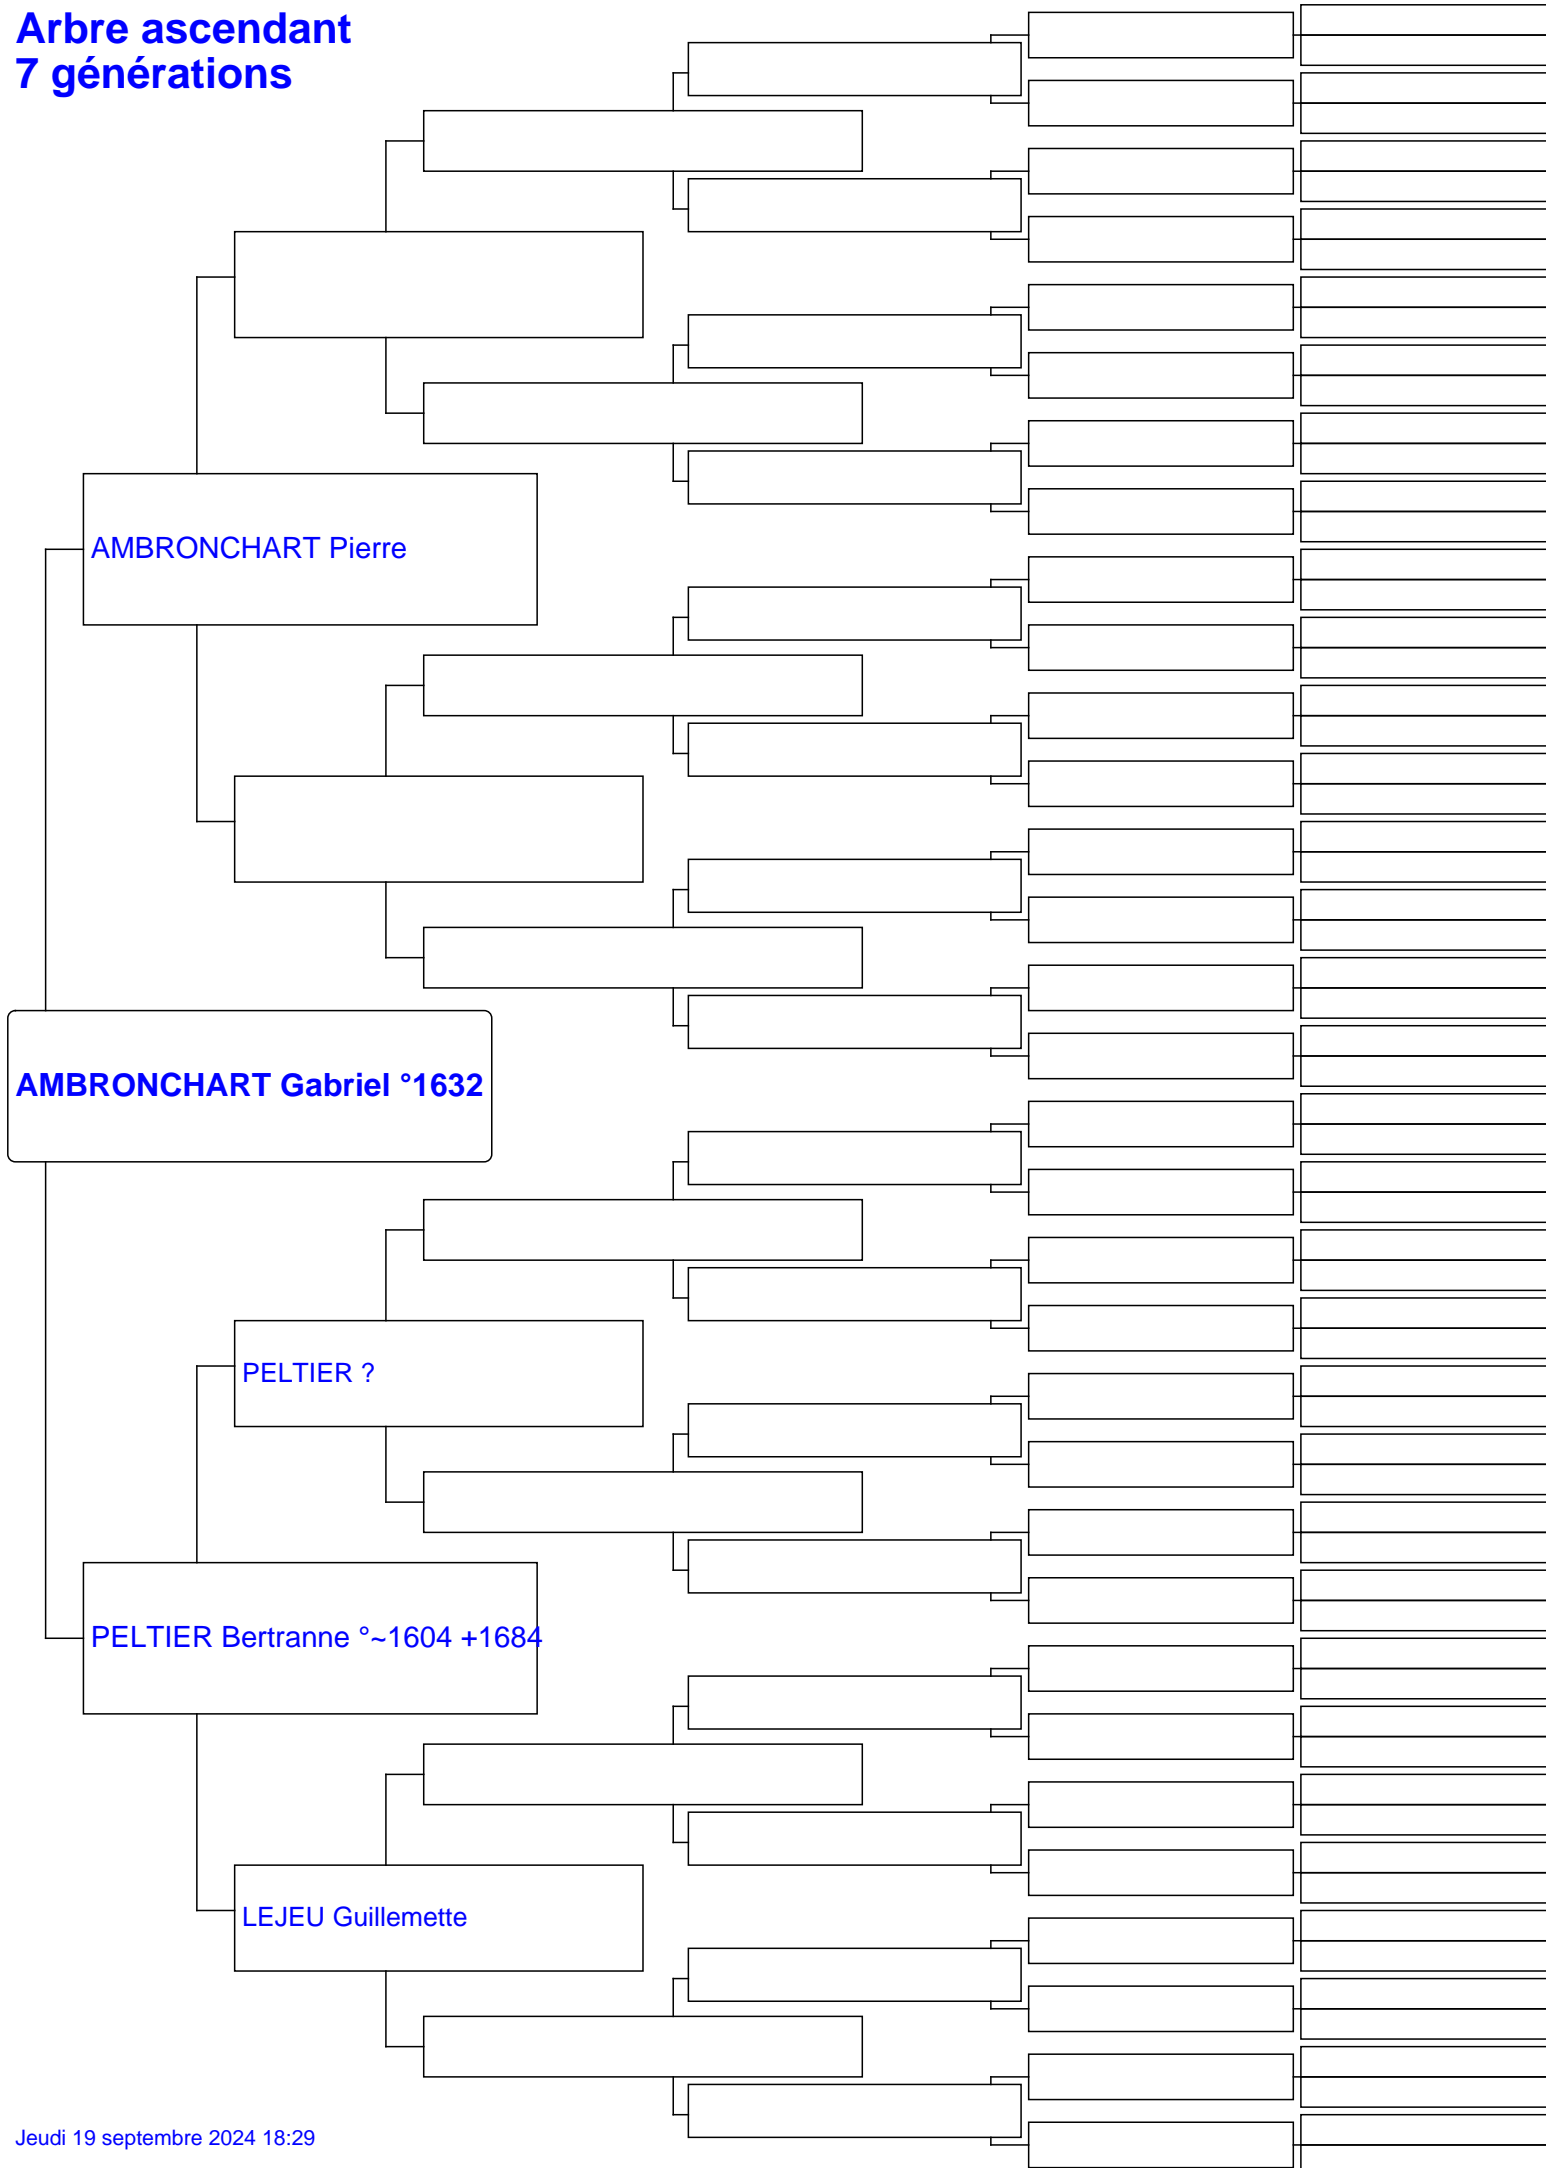 Arbre ascendant
7 générations
AMBRONCHART Pierre
AMBRONCHART Gabriel °1632
PELTIER ?
PELTIER Bertranne °~1604 +1684
LEJEU Guillemette
Jeudi 19 septembre 2024 18:29